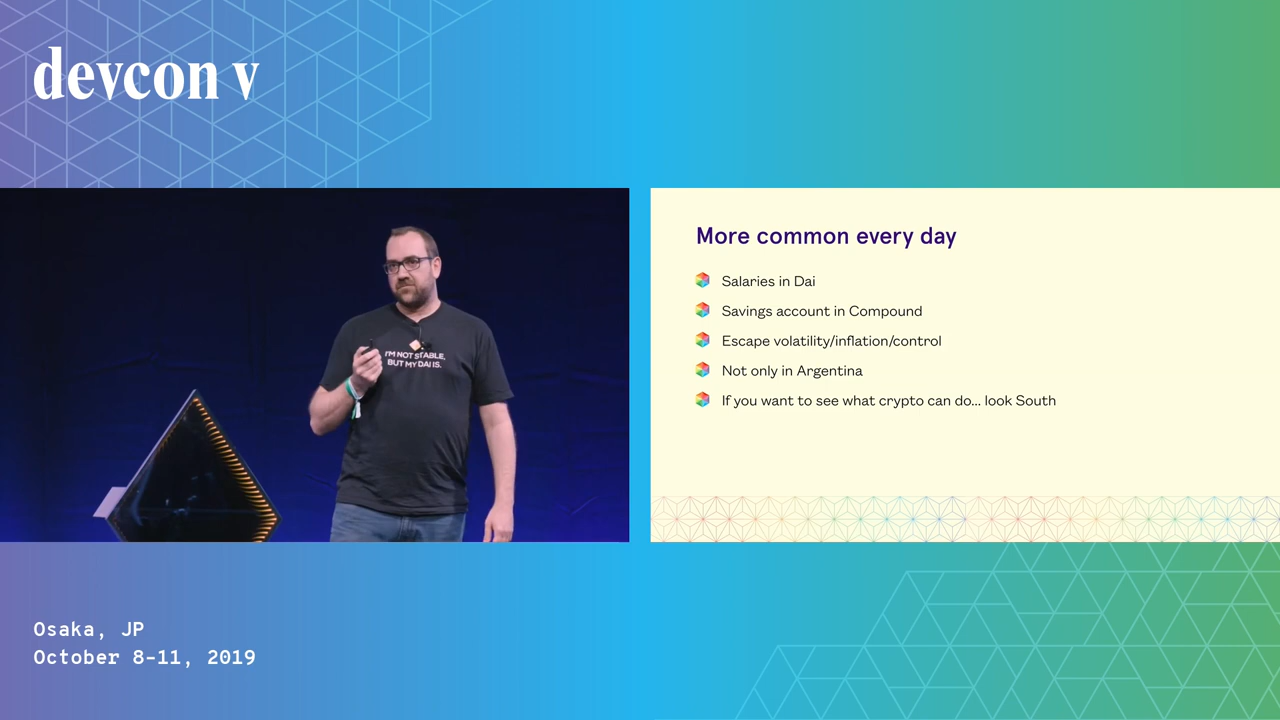 devcon v
I'M NOT STABLE,
BUT MY DAI IS.
More common every day
Salaries in Dai
Savings account in Compound
Escape volatility/inflation/control
Not only in Argentina
If you want to see what crypto can do... look South
Osaka, JP
October 8-11, 2019